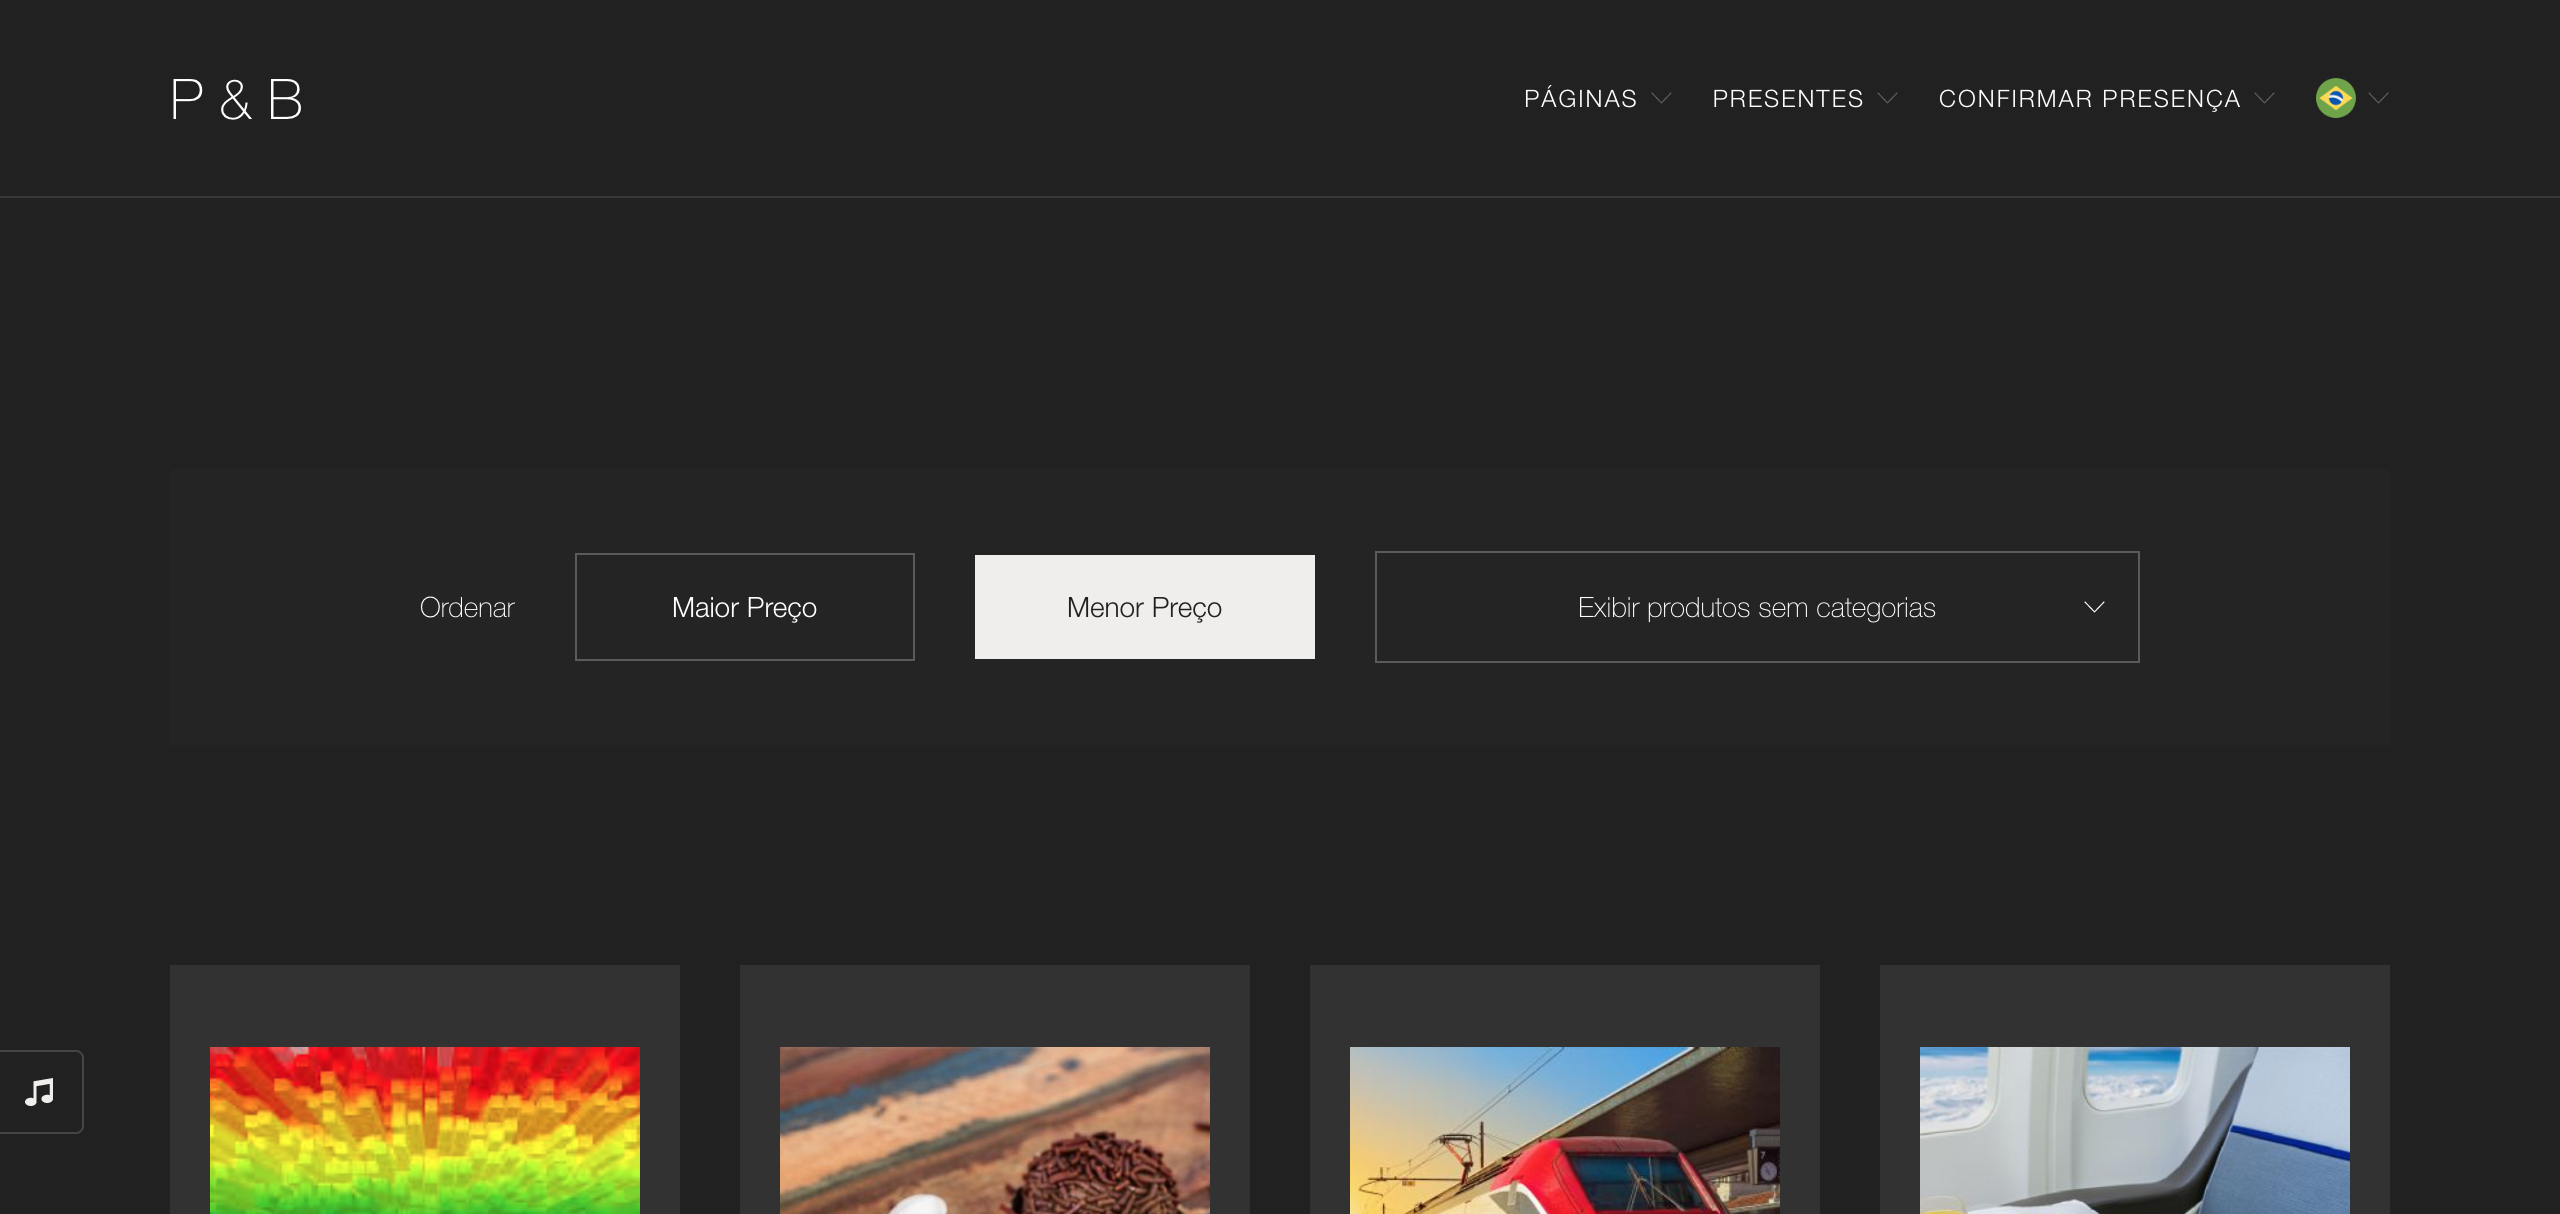 P & B
PÁGINAS
PRESENTES
CONFIRMAR PRESENÇA
Ordenar
Maior Preço
Menor Preço
Exibir produtos sem categorias